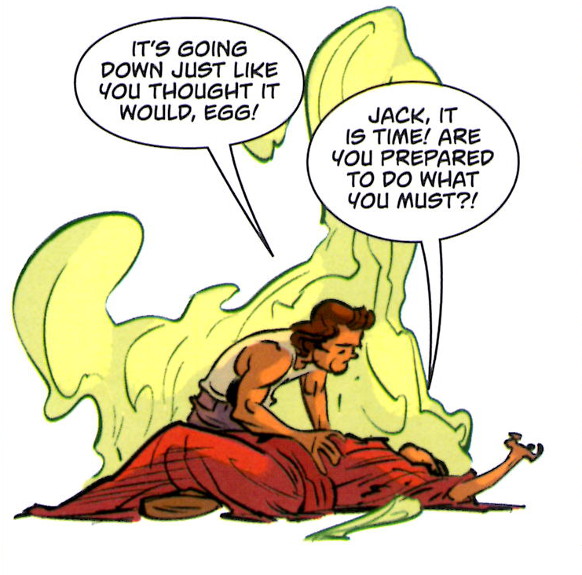 IT'S GOING
DOWN JUST LIKE
YOU THOUGHT IT
WOULD, EGG!
JACK, IT
IS TIME! ARE
YOU PREPARED
TO DO WHAT
YOU MUST?!